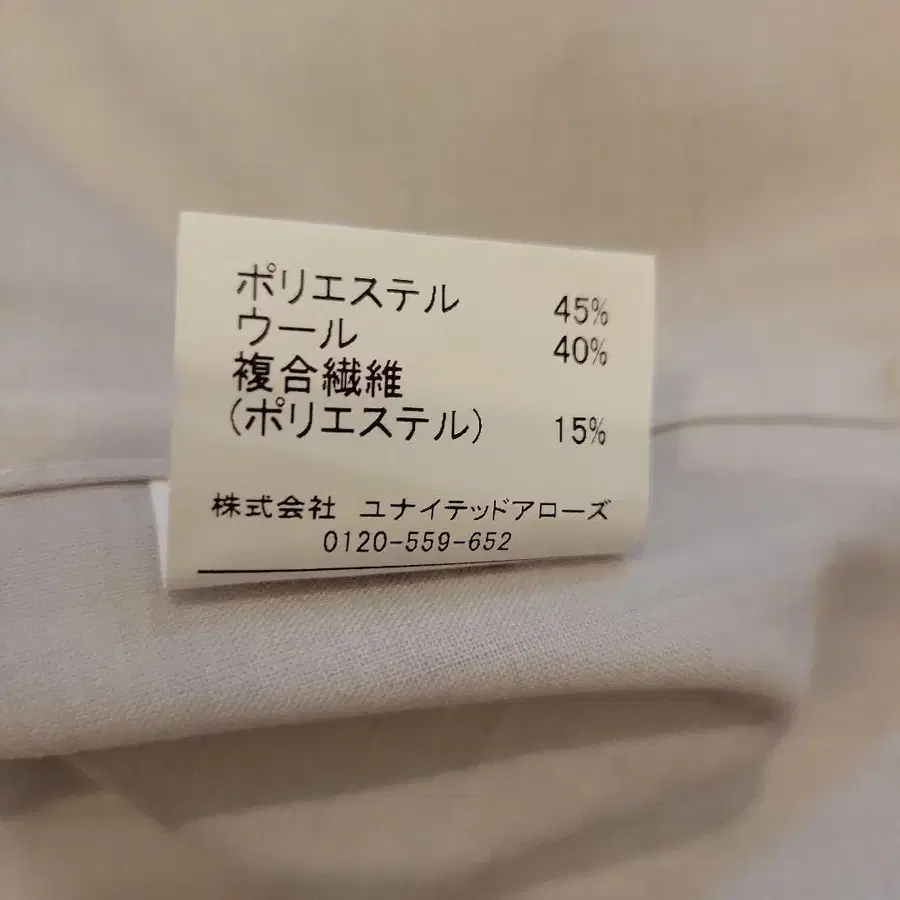 ポリエステル 45%
ウール 40%
複合繊維
(ポリエステル) 15%
株式会社 ユナイテッドアローズ
0120-559-652